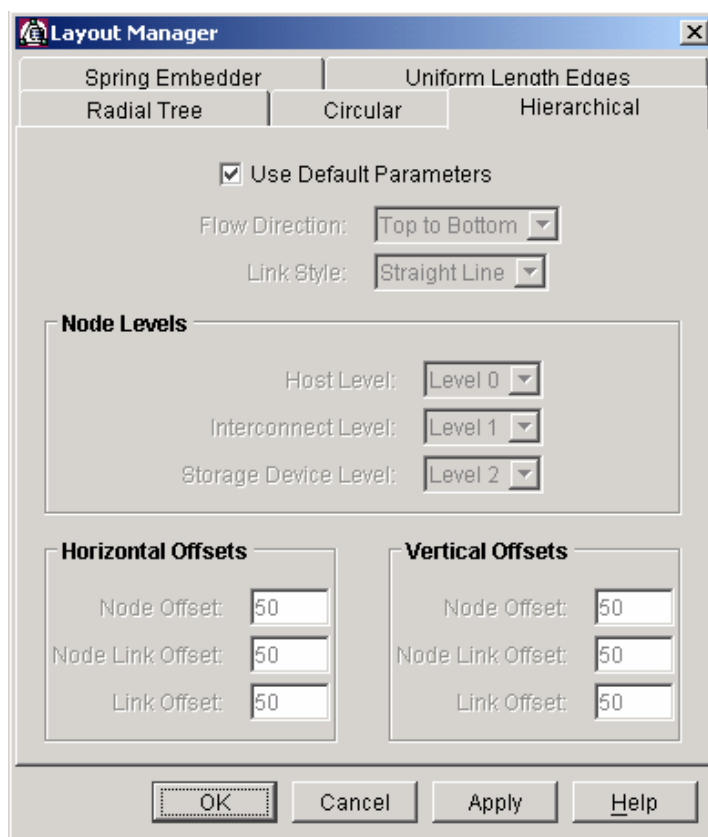 Layout Manager
Spring Embedder Uniform Length Edges
Radial Tree Circular Hierarchical
Use Default Parameters
Flow Direction: Top to Bottom
Link Style: Straight Line
Node Levels
Host Level: Level 0
Interconnect Level: Level 1
Storage Device Level: Level 2
Horizontal Offsets Vertical Offsets
Node Offset: 50 Node Offset: 50
Node Link Offset: 50 Node Link Offset: 50
Link Offset: 50 Link Offset: 50
OK Cancel Apply Help